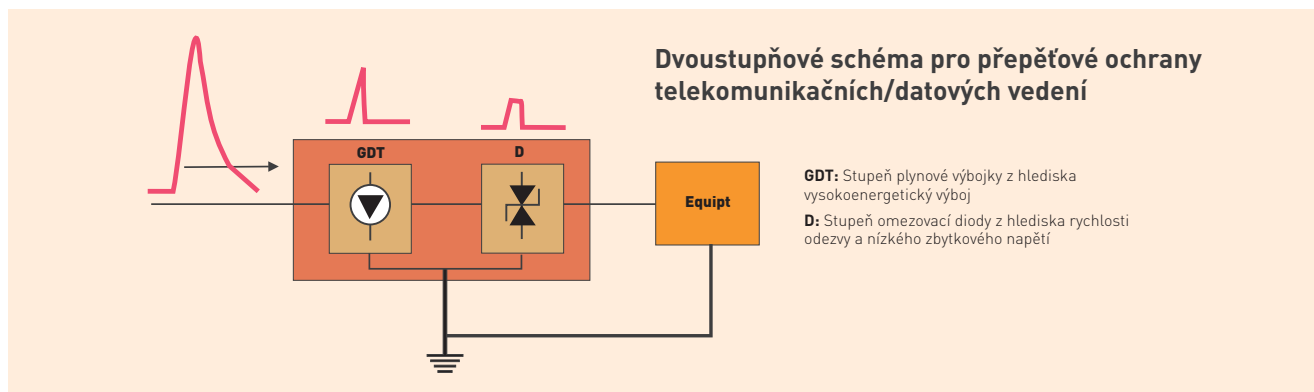 Dvoustupňové schéma pro přepěťové ochrany
telekomunikačních/datových vedení
GDT
D
Equipt
GDT: Stupeň plynové výbojky z hlediska
vysokoenergetický výboj
D: Stupeň omezovací diody z hlediska rychlosti
odezvy a nízkého zbytkového napětí